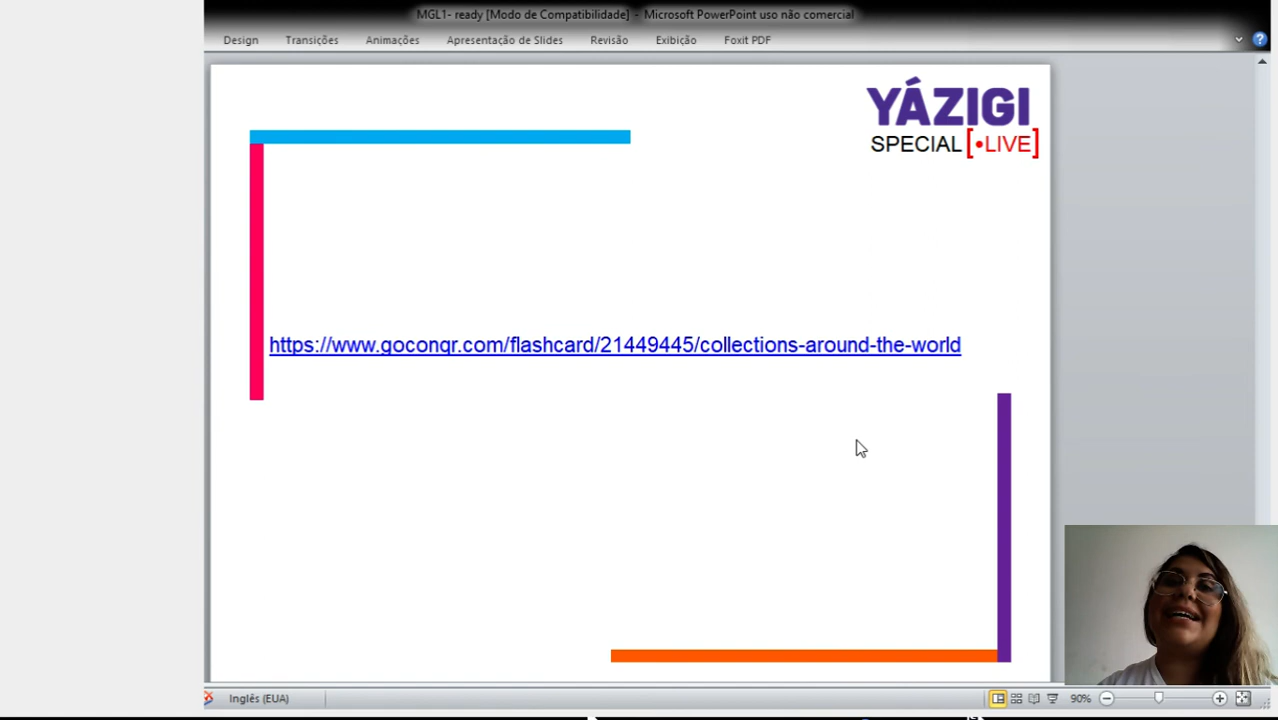 MGL1- ready [Modo de Compatibilidade] - Microsoft PowerPoint uso não comercial
Design Transições Animações Apresentação de Slides Revisão Exibição Foxit PDF
YÁZIGI
SPECIAL [•LIVE]
https://www.goconqr.com/flashcard/21449445/collections-around-the-world
Inglês (EUA) 90%